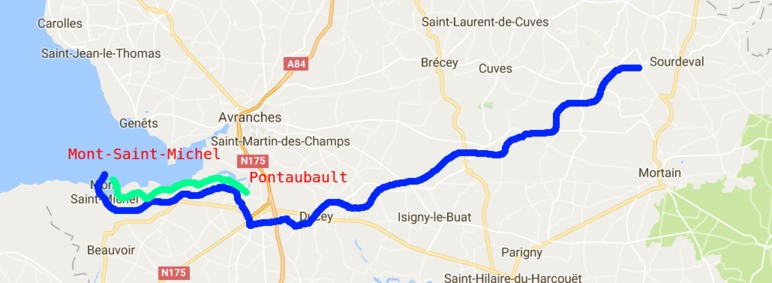 Carolles
Saint-Laurent-de-Cuves
Saint-Jean-le-Thomas
A84
Brécey
Cuves
Sourdeval
Genêts
Avranches
Saint-Martin-des-Champs
Mont-Saint-Michel
N175
Pontaubault
Mortain
Mont
Saint-Michel
Ducey
Isigny-le-Buat
Beauvoir
Parigny
N175
Saint-Hilaire-du-Harcouët